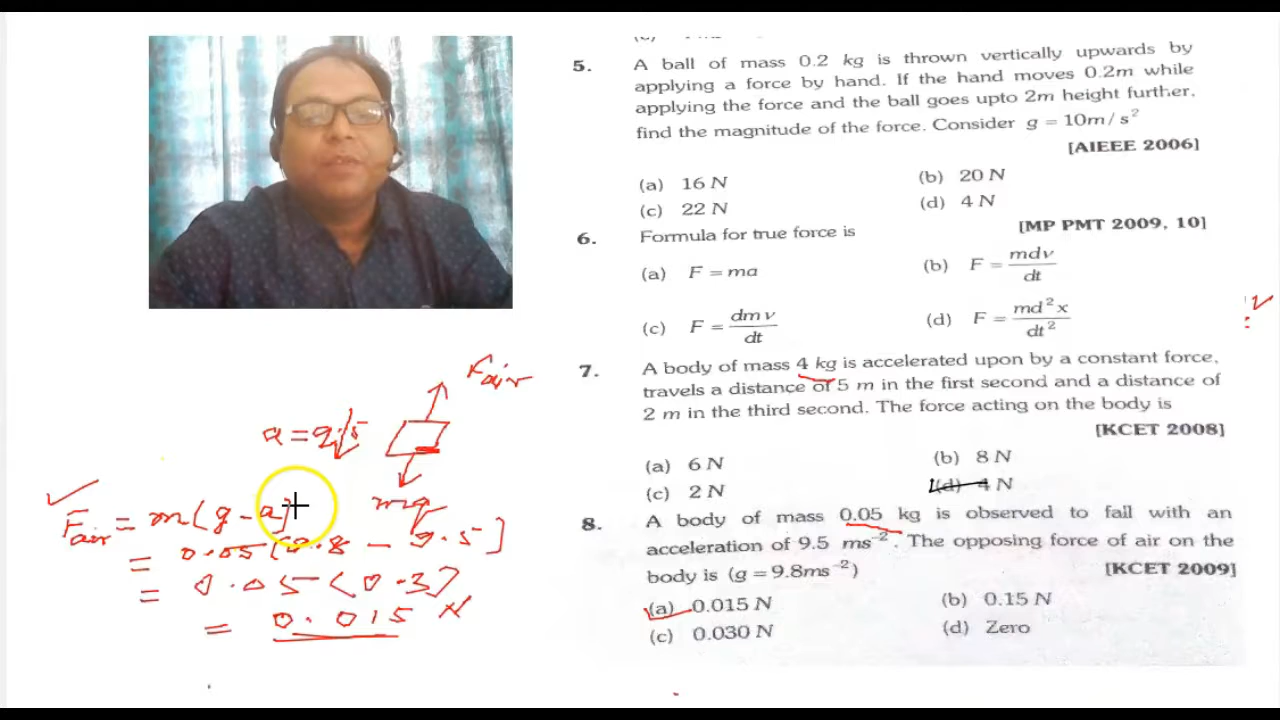 5. A ball of mass 0.2 kg is thrown vertically upwards by
applying a force by hand. If the hand moves 0.2m while
applying the force and the ball goes upto 2m height further,
find the magnitude of the force. Consider g = 10m/s²
[AIEEE 2006]
(a) 16 N (b) 20 N
(c) 22 N (d) 4 N
6. Formula for true force is [MP PMT 2009, 10]
(a) F = ma (b) F = mdv/dt
(c) F = dmv/dt (d) F = md²x/dt²
7. A body of mass 4 kg is accelerated upon by a constant force,
travels a distance of 5 m in the first second and a distance of
2 m in the third second. The force acting on the body is
[KCET 2008]
(a) 6 N (b) 8 N
(c) 2 N (d) 4 N
8. A body of mass 0.05 kg is observed to fall with an
acceleration of 9.5 ms⁻². The opposing force of air on the
body is (g = 9.8ms⁻²) [KCET 2009]
(a) 0.015 N (b) 0.15 N
(c) 0.030 N (d) Zero
Fair
a = 9.5
mg
Fair = m(g - a)
= 0.05[9.8 - 9.5]
= 0.05(0.3)
= 0.015 N